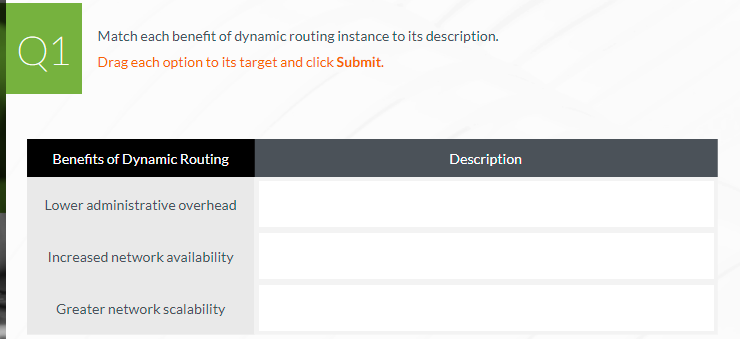 Q1
Match each benefit of dynamic routing instance to its description.
Drag each option to its target and click Submit.
Benefits of Dynamic Routing
Description
Lower administrative overhead
Increased network availability
Greater network scalability